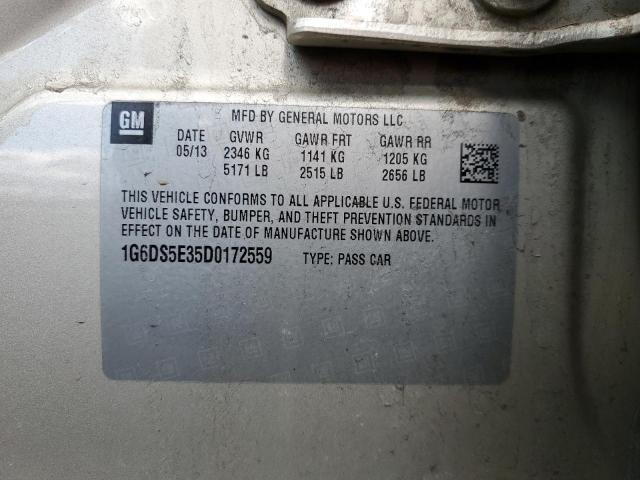 GM
MFD BY GENERAL MOTORS LLC
DATE GVWR GAWR FRT GAWR RR
05/13 2346 KG 1141 KG 1205 KG
5171 LB 2515 LB 2656 LB
THIS VEHICLE CONFORMS TO ALL APPLICABLE U.S. FEDERAL MOTOR
VEHICLE SAFETY, BUMPER, AND THEFT PREVENTION STANDARDS IN
EFFECT ON THE DATE OF MANUFACTURE SHOWN ABOVE.
1G6DS5E35D0172559 TYPE: PASS CAR